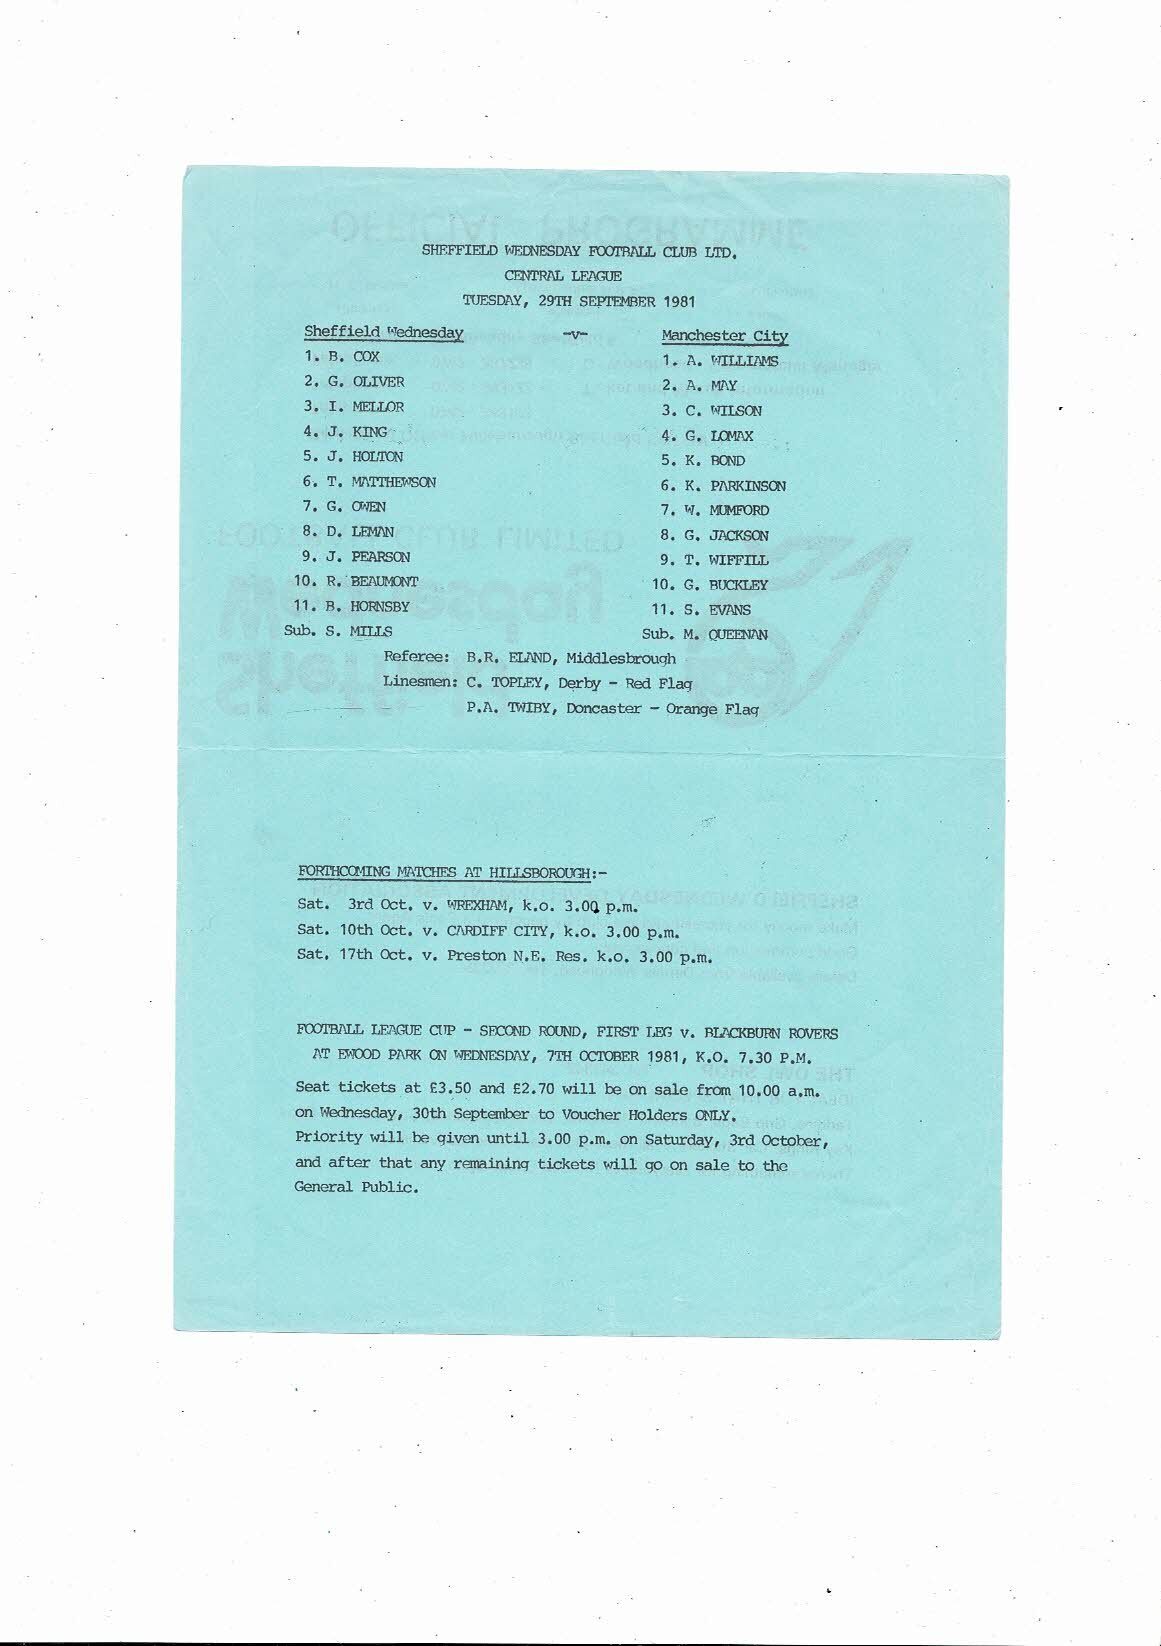 SHEFFIELD WEDNESDAY FOOTBALL CLUB LTD.
CENTRAL LEAGUE
TUESDAY, 29TH SEPTEMBER 1981
Sheffield Wednesday -v- Manchester City
1. B. COX 1. A. WILLIAMS
2. G. OLIVER 2. A. MAY
3. I. MELLOR 3. C. WILSON
4. J. KING 4. G. LOMAX
5. J. HOLTON 5. K. BOND
6. T. MATTHEWSON 6. K. PARKINSON
7. G. OWEN 7. W. MUMFORD
8. D. LEMAN 8. G. JACKSON
9. J. PEARSON 9. T. WIFFILL
10. R. BEAUMONT 10. G. BUCKLEY
11. B. HORNSBY 11. S. EVANS
Sub. S. MILLS Sub. M. QUEENAN
Referee: B.R. ELAND, Middlesbrough
Linesmen: C. TOPLEY, Derby - Red Flag
P.A. TWIBY, Doncaster - Orange Flag
FORTHCOMING MATCHES AT HILLSBOROUGH:-
Sat. 3rd Oct. v. WREXHAM, k.o. 3.00 p.m.
Sat. 10th Oct. v. CARDIFF CITY, k.o. 3.00 p.m.
Sat. 17th Oct. v. Preston N.E. Res. k.o. 3.00 p.m.
FOOTBALL LEAGUE CUP - SECOND ROUND, FIRST LEG v. BLACKBURN ROVERS
AT EWOOD PARK ON WEDNESDAY, 7TH OCTOBER 1981, K.O. 7.30 P.M.
Seat tickets at £3.50 and £2.70 will be on sale from 10.00 a.m.
on Wednesday, 30th September to Voucher Holders ONLY.
Priority will be given until 3.00 p.m. on Saturday, 3rd October,
and after that any remaining tickets will go on sale to the
General Public.